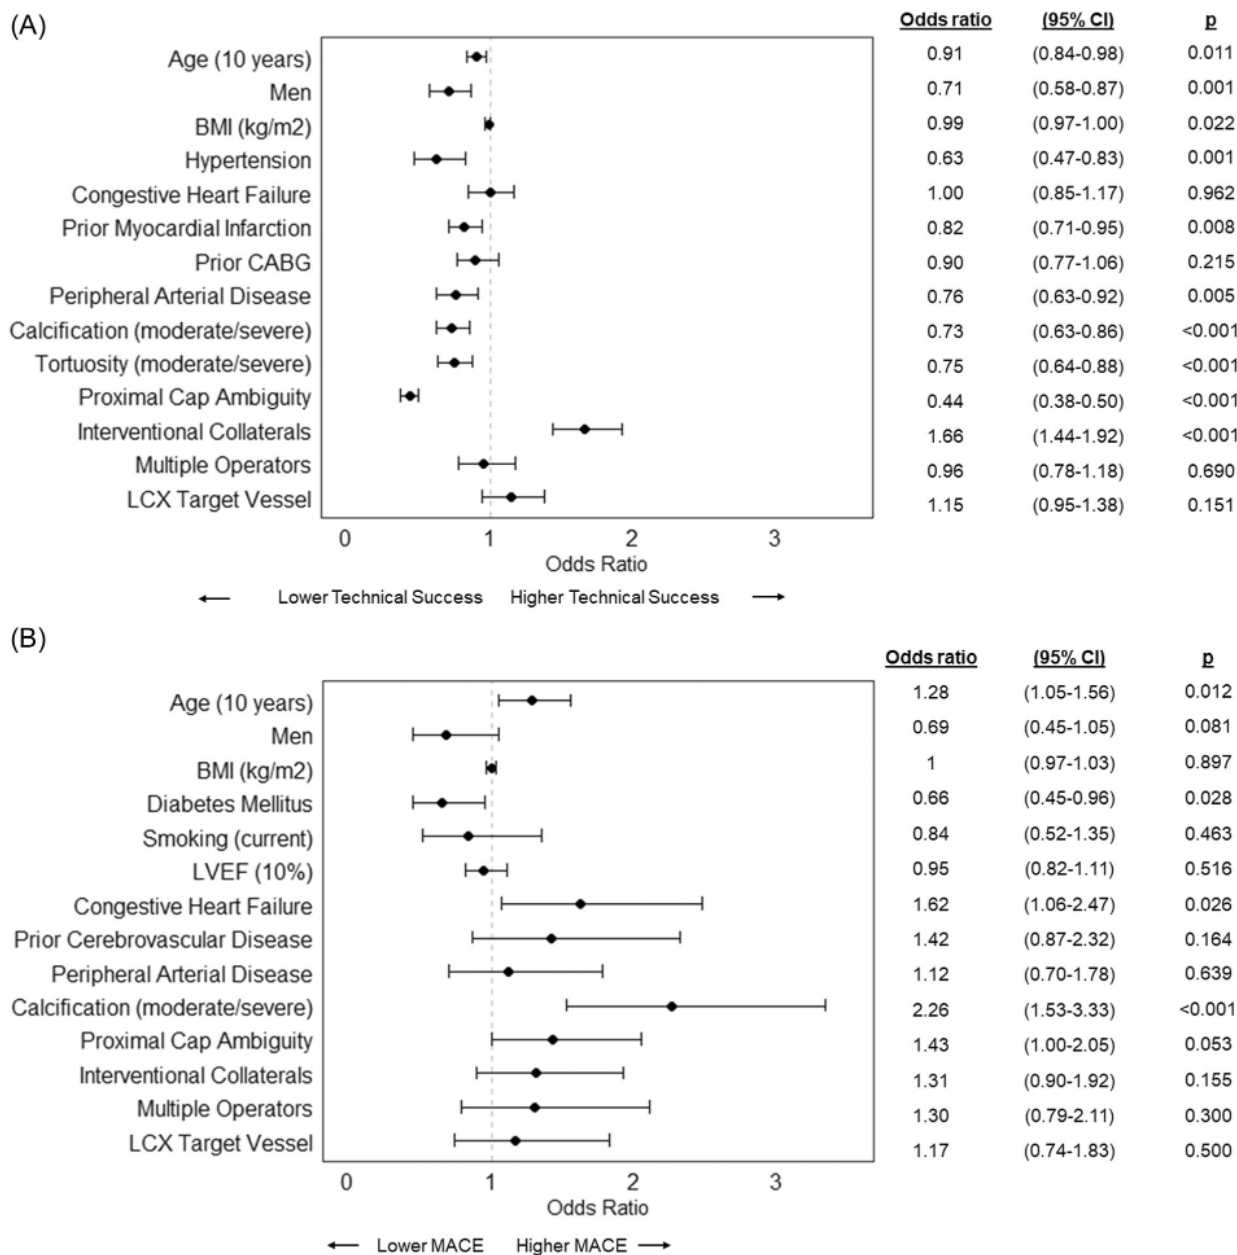 (A)
Odds ratio (95% CI) p
Age (10 years) 0.91 (0.84-0.98) 0.011
Men 0.71 (0.58-0.87) 0.001
BMI (kg/m2) 0.99 (0.97-1.00) 0.022
Hypertension 0.63 (0.47-0.83) 0.001
Congestive Heart Failure 1.00 (0.85-1.17) 0.962
Prior Myocardial Infarction 0.82 (0.71-0.95) 0.008
Prior CABG 0.90 (0.77-1.06) 0.215
Peripheral Arterial Disease 0.76 (0.63-0.92) 0.005
Calcification (moderate/severe) 0.73 (0.63-0.86) <0.001
Tortuosity (moderate/severe) 0.75 (0.64-0.88) <0.001
Proximal Cap Ambiguity 0.44 (0.38-0.50) <0.001
Interventional Collaterals 1.66 (1.44-1.92) <0.001
Multiple Operators 0.96 (0.78-1.18) 0.690
LCX Target Vessel 1.15 (0.95-1.38) 0.151
0 1 2 3
Odds Ratio
← Lower Technical Success Higher Technical Success →
(B)
Odds ratio (95% CI) p
Age (10 years) 1.28 (1.05-1.56) 0.012
Men 0.69 (0.45-1.05) 0.081
BMI (kg/m2) 1 (0.97-1.03) 0.897
Diabetes Mellitus 0.66 (0.45-0.96) 0.028
Smoking (current) 0.84 (0.52-1.35) 0.463
LVEF (10%) 0.95 (0.82-1.11) 0.516
Congestive Heart Failure 1.62 (1.06-2.47) 0.026
Prior Cerebrovascular Disease 1.42 (0.87-2.32) 0.164
Peripheral Arterial Disease 1.12 (0.70-1.78) 0.639
Calcification (moderate/severe) 2.26 (1.53-3.33) <0.001
Proximal Cap Ambiguity 1.43 (1.00-2.05) 0.053
Interventional Collaterals 1.31 (0.90-1.92) 0.155
Multiple Operators 1.30 (0.79-2.11) 0.300
LCX Target Vessel 1.17 (0.74-1.83) 0.500
0 1 2 3
Odds Ratio
← Lower MACE Higher MACE →